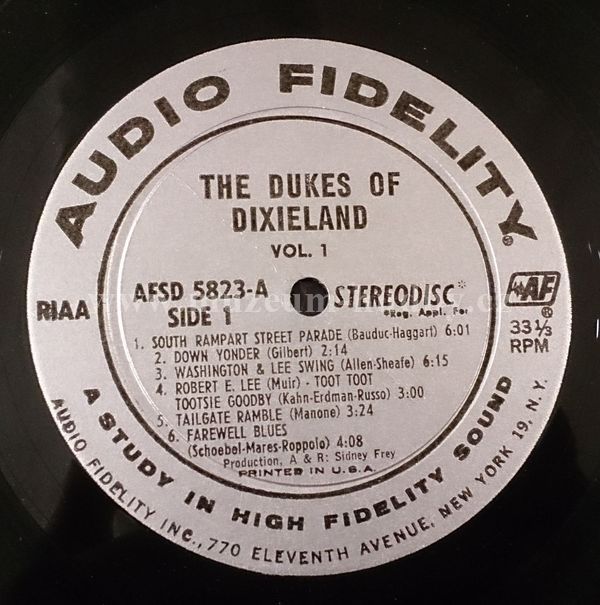 AUDIO FIDELITY®
THE DUKES OF
DIXIELAND
VOL. 1
AFSD 5823-A
SIDE 1
STEREODISC*
*Reg. Appl. For
RIAA
AF®
33 1/3
RPM
1. SOUTH RAMPART STREET PARADE (Bauduc-Haggart) 6:01
2. DOWN YONDER (Gilbert) 2:14
3. WASHINGTON & LEE SWING (Allen-Sheafe) 6:15
4. ROBERT E. LEE (Muir) - TOOT TOOT
TOOTSIE GOODBY (Kahn-Erdman-Russo) 3:00
5. TAILGATE RAMBLE (Manone) 3:24
6. FAREWELL BLUES
(Schoebel-Mares-Roppolo) 4:08
Production, A & R: Sidney Frey
PRINTED IN U.S.A.
A STUDY IN HIGH FIDELITY SOUND
AUDIO FIDELITY INC., 770 ELEVENTH AVENUE, NEW YORK 19, N.Y.